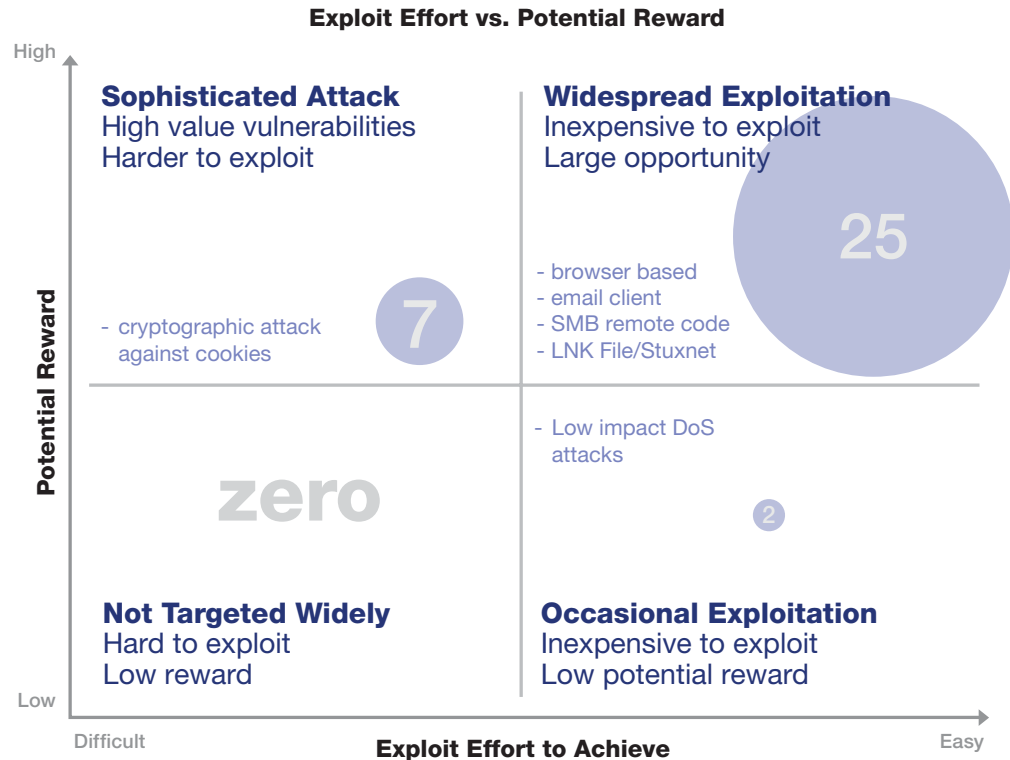 Exploit Effort vs. Potential Reward
High
Sophisticated Attack
High value vulnerabilities
Harder to exploit
Widespread Exploitation
Inexpensive to exploit
Large opportunity
25
- browser based
- email client
- SMB remote code
- LNK File/Stuxnet
7
- cryptographic attack
against cookies
Potential Reward
- Low impact DoS
attacks
zero
2
Not Targeted Widely
Hard to exploit
Low reward
Occasional Exploitation
Inexpensive to exploit
Low potential reward
Low
Difficult
Exploit Effort to Achieve
Easy